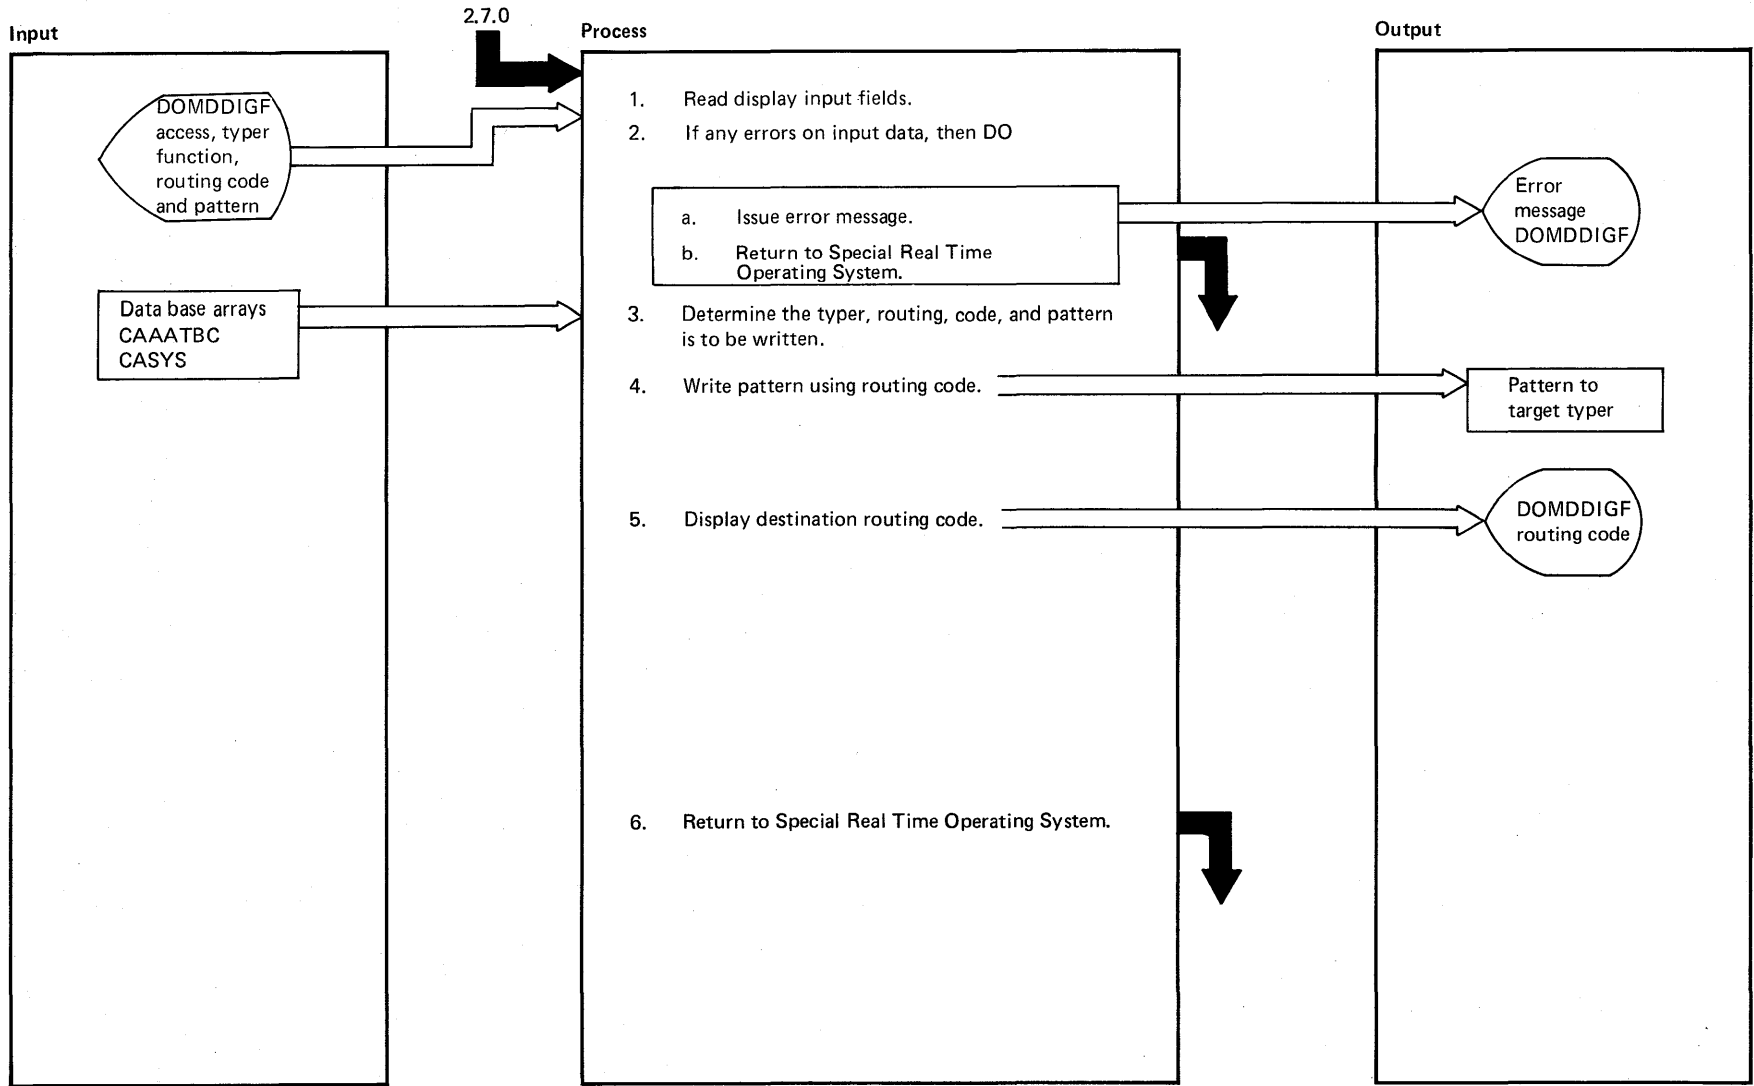 2.7.0
Input
Process
Output
DOMDDIGF
access, typer
function,
routing code
and pattern
Data base arrays
CAAATBC
CASYS
1. Read display input fields.
2. If any errors on input data, then DO
a. Issue error message.
b. Return to Special Real Time
Operating System.
3. Determine the typer, routing, code, and pattern
is to be written.
4. Write pattern using routing code.
5. Display destination routing code.
6. Return to Special Real Time Operating System.
Error
message
DOMDDIGF
Pattern to
target typer
DOMDDIGF
routing code